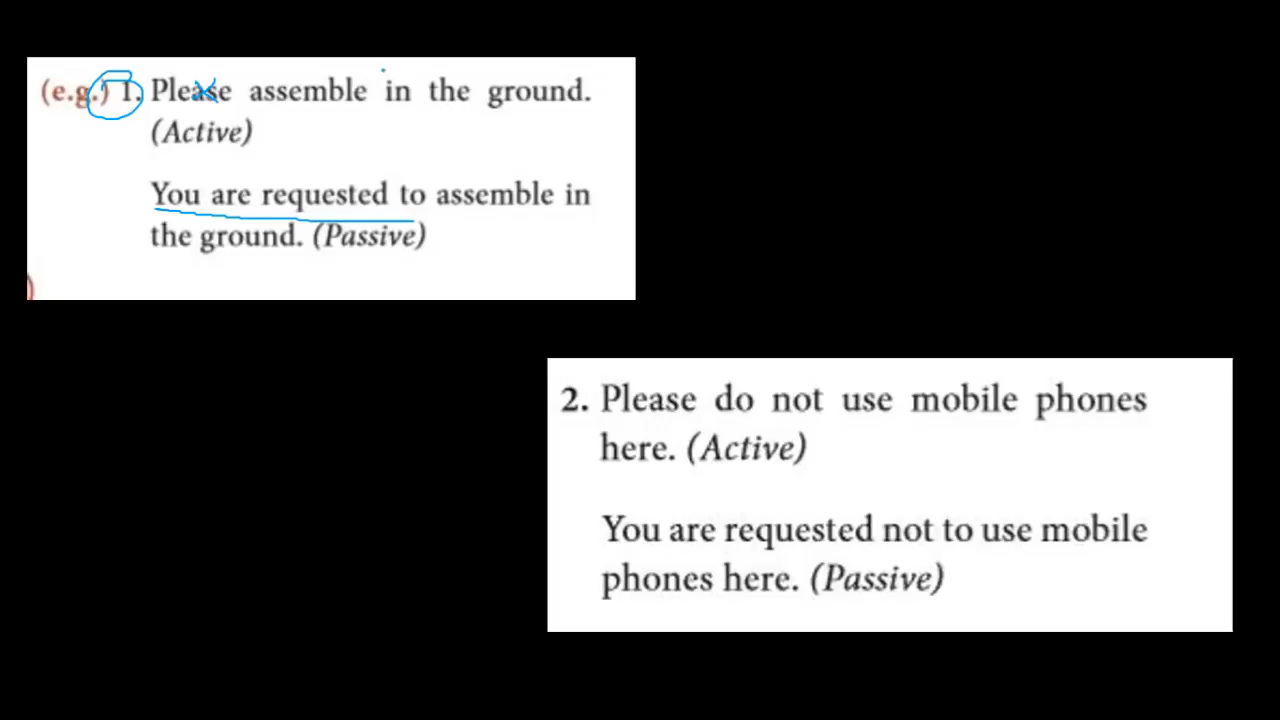 (e.g.) 1. Please assemble in the ground.
(Active)
You are requested to assemble in
the ground. (Passive)
)
2. Please do not use mobile phones
here. (Active)
You are requested not to use mobile
phones here. (Passive)